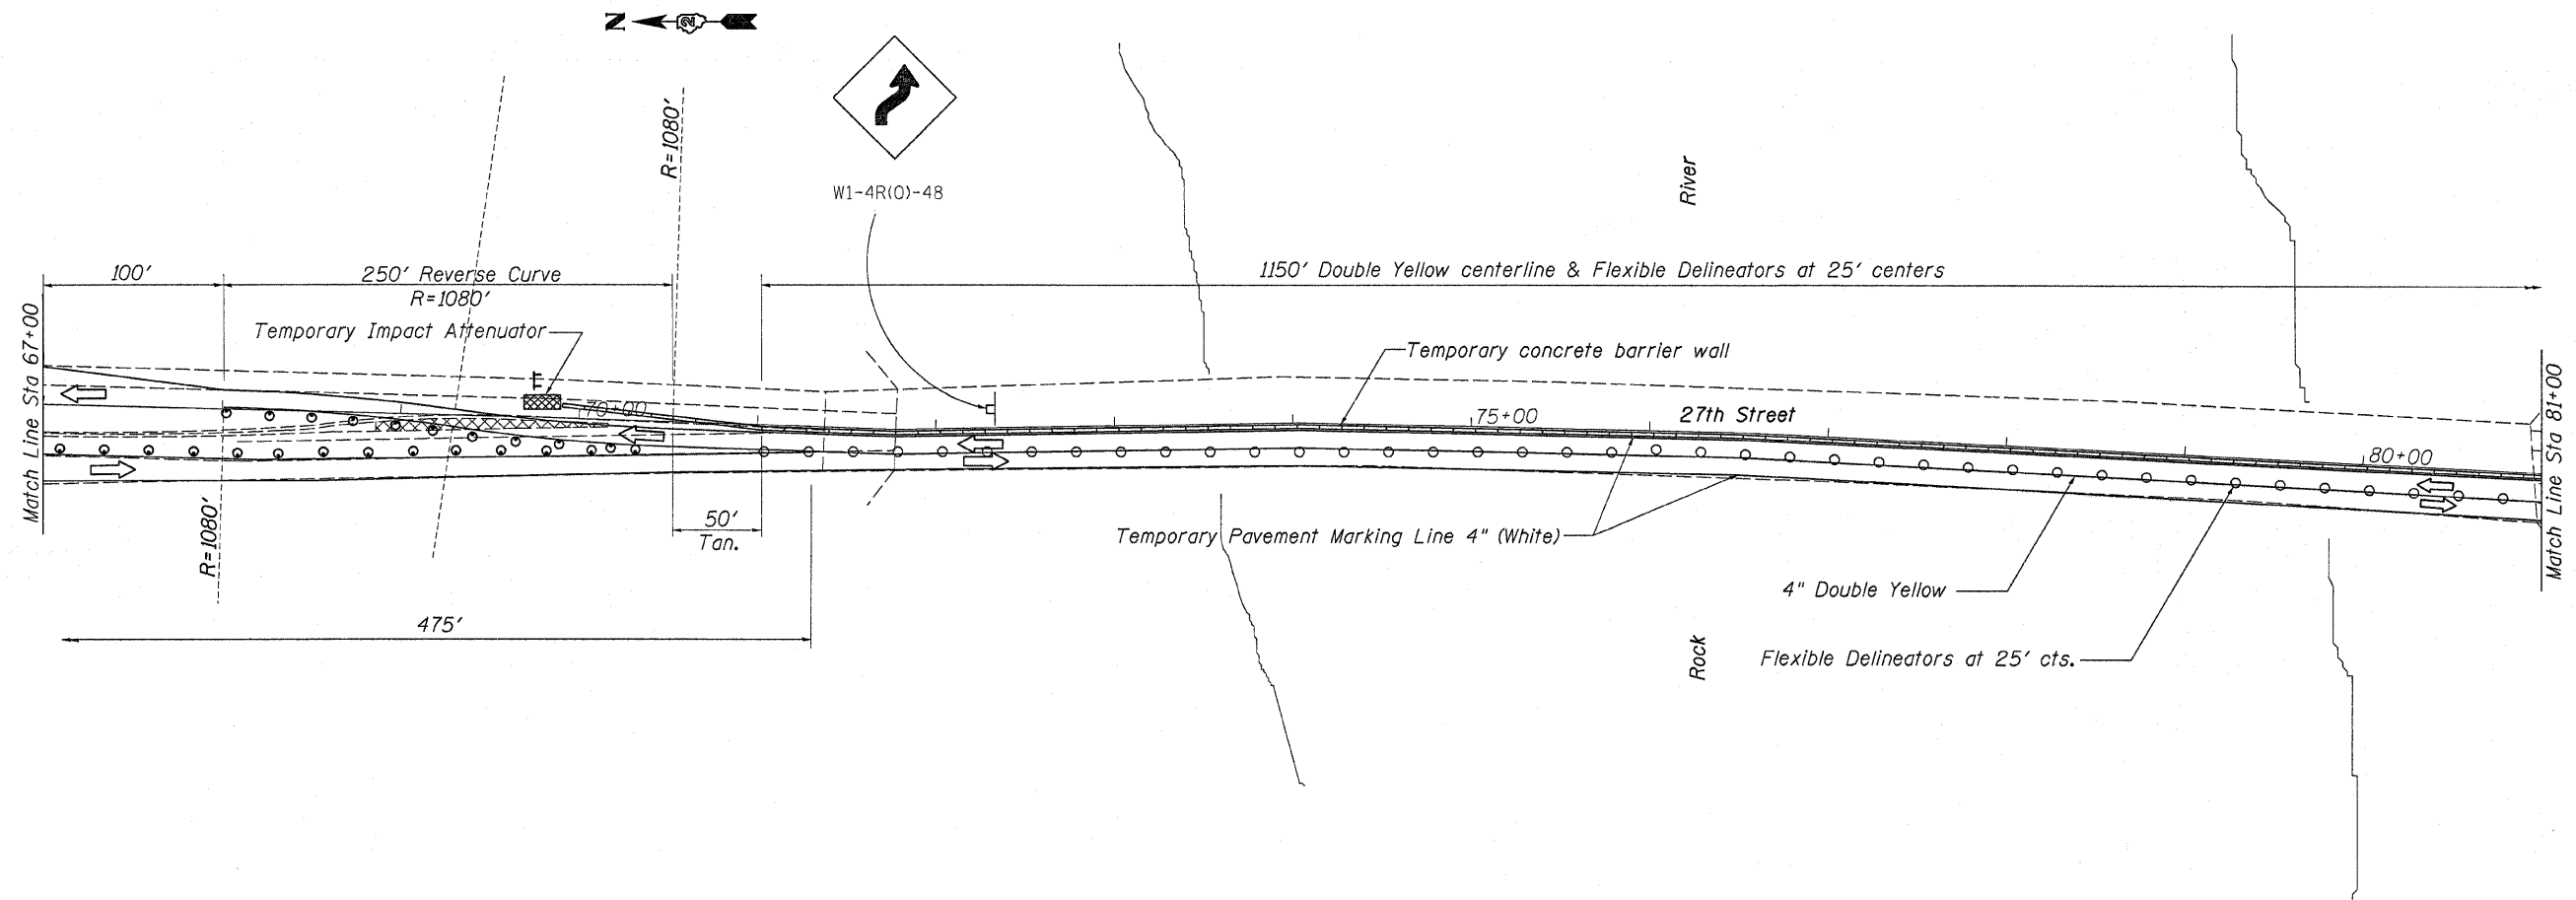 N
2
R=1080'
W1-4R(O)-48
River
100'
250' Reverse Curve
R=1080'
1150' Double Yellow centerline & Flexible Delineators at 25' centers
Temporary Impact Attenuator
Temporary concrete barrier wall
Match Line Sta 67+00
70+00
75+00
27th Street
80+00
Match Line Sta 81+00
R=1080'
50'
Tan.
Temporary Pavement Marking Line 4" (White)
4" Double Yellow
475'
Rock
Flexible Delineators at 25' cts.